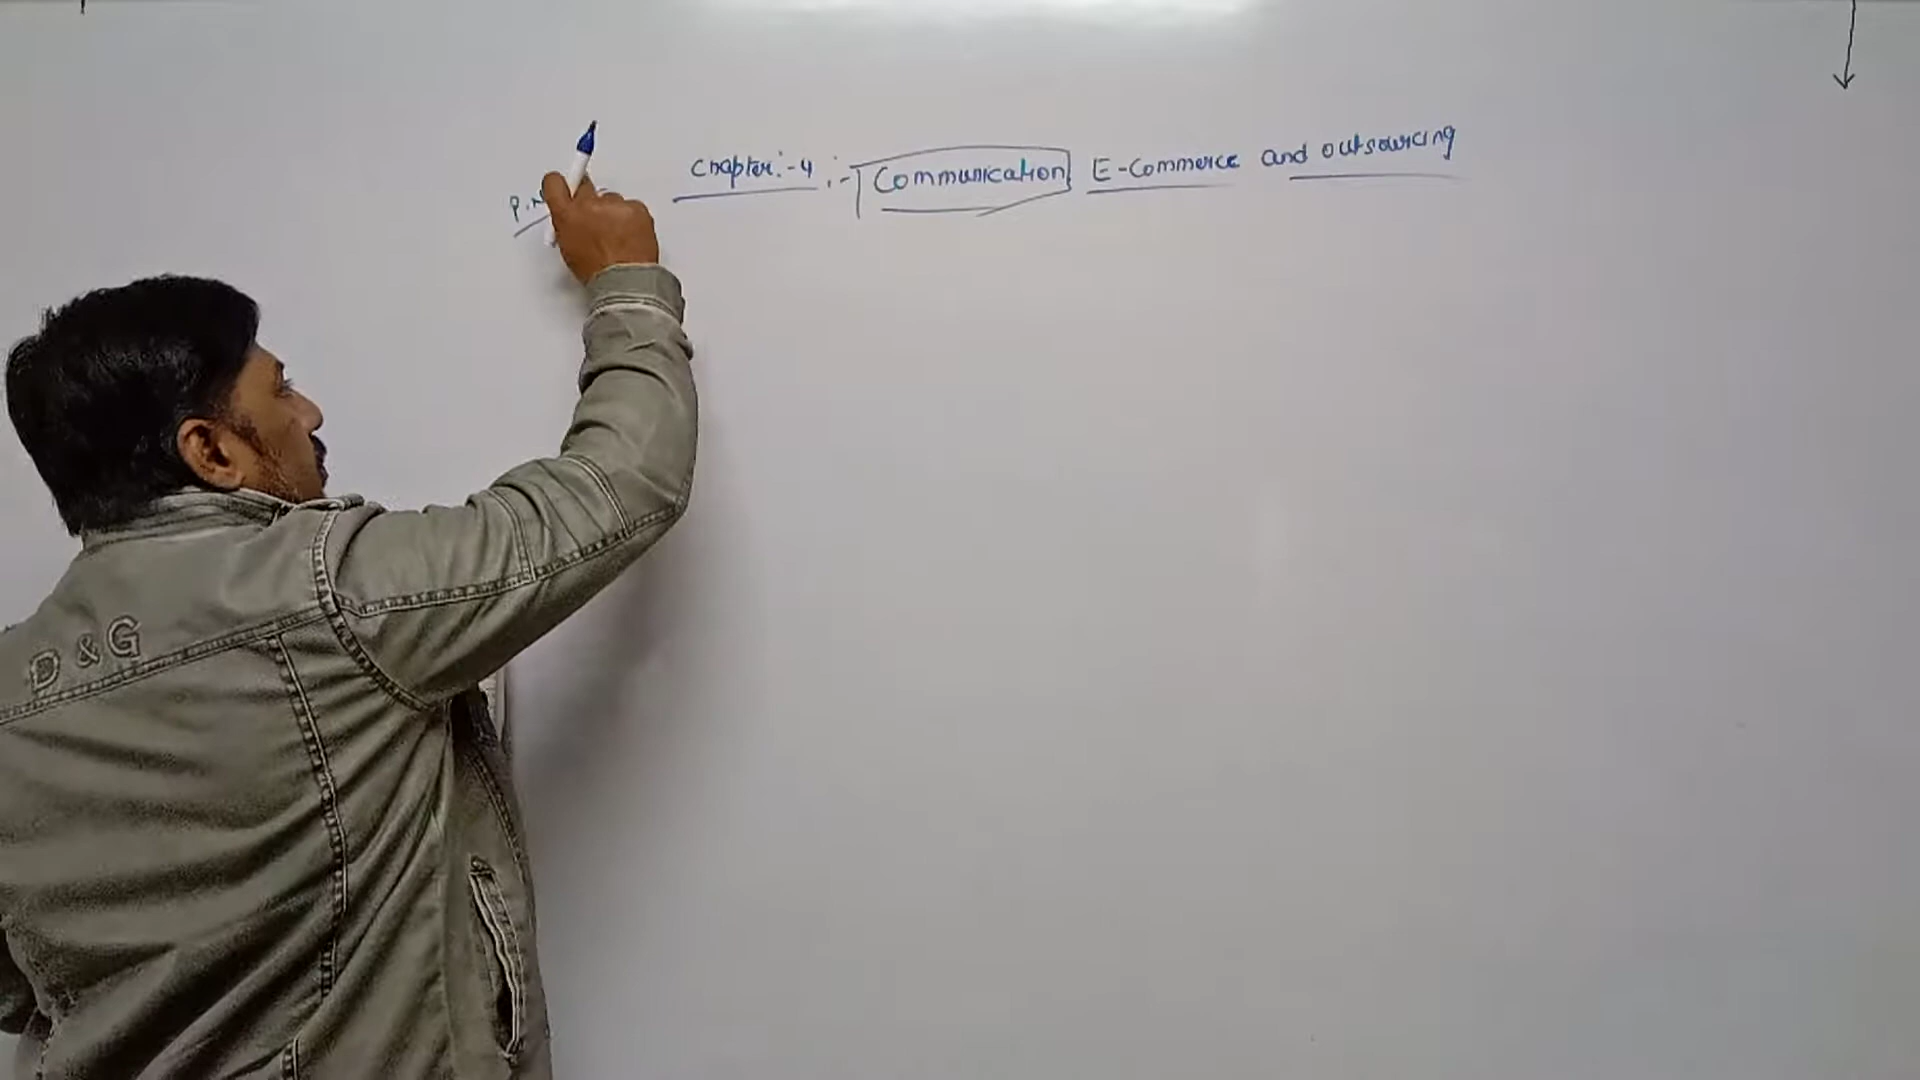 Chapter:-4 :- Communication E-Commerce and outsourcing
P.N
D & G